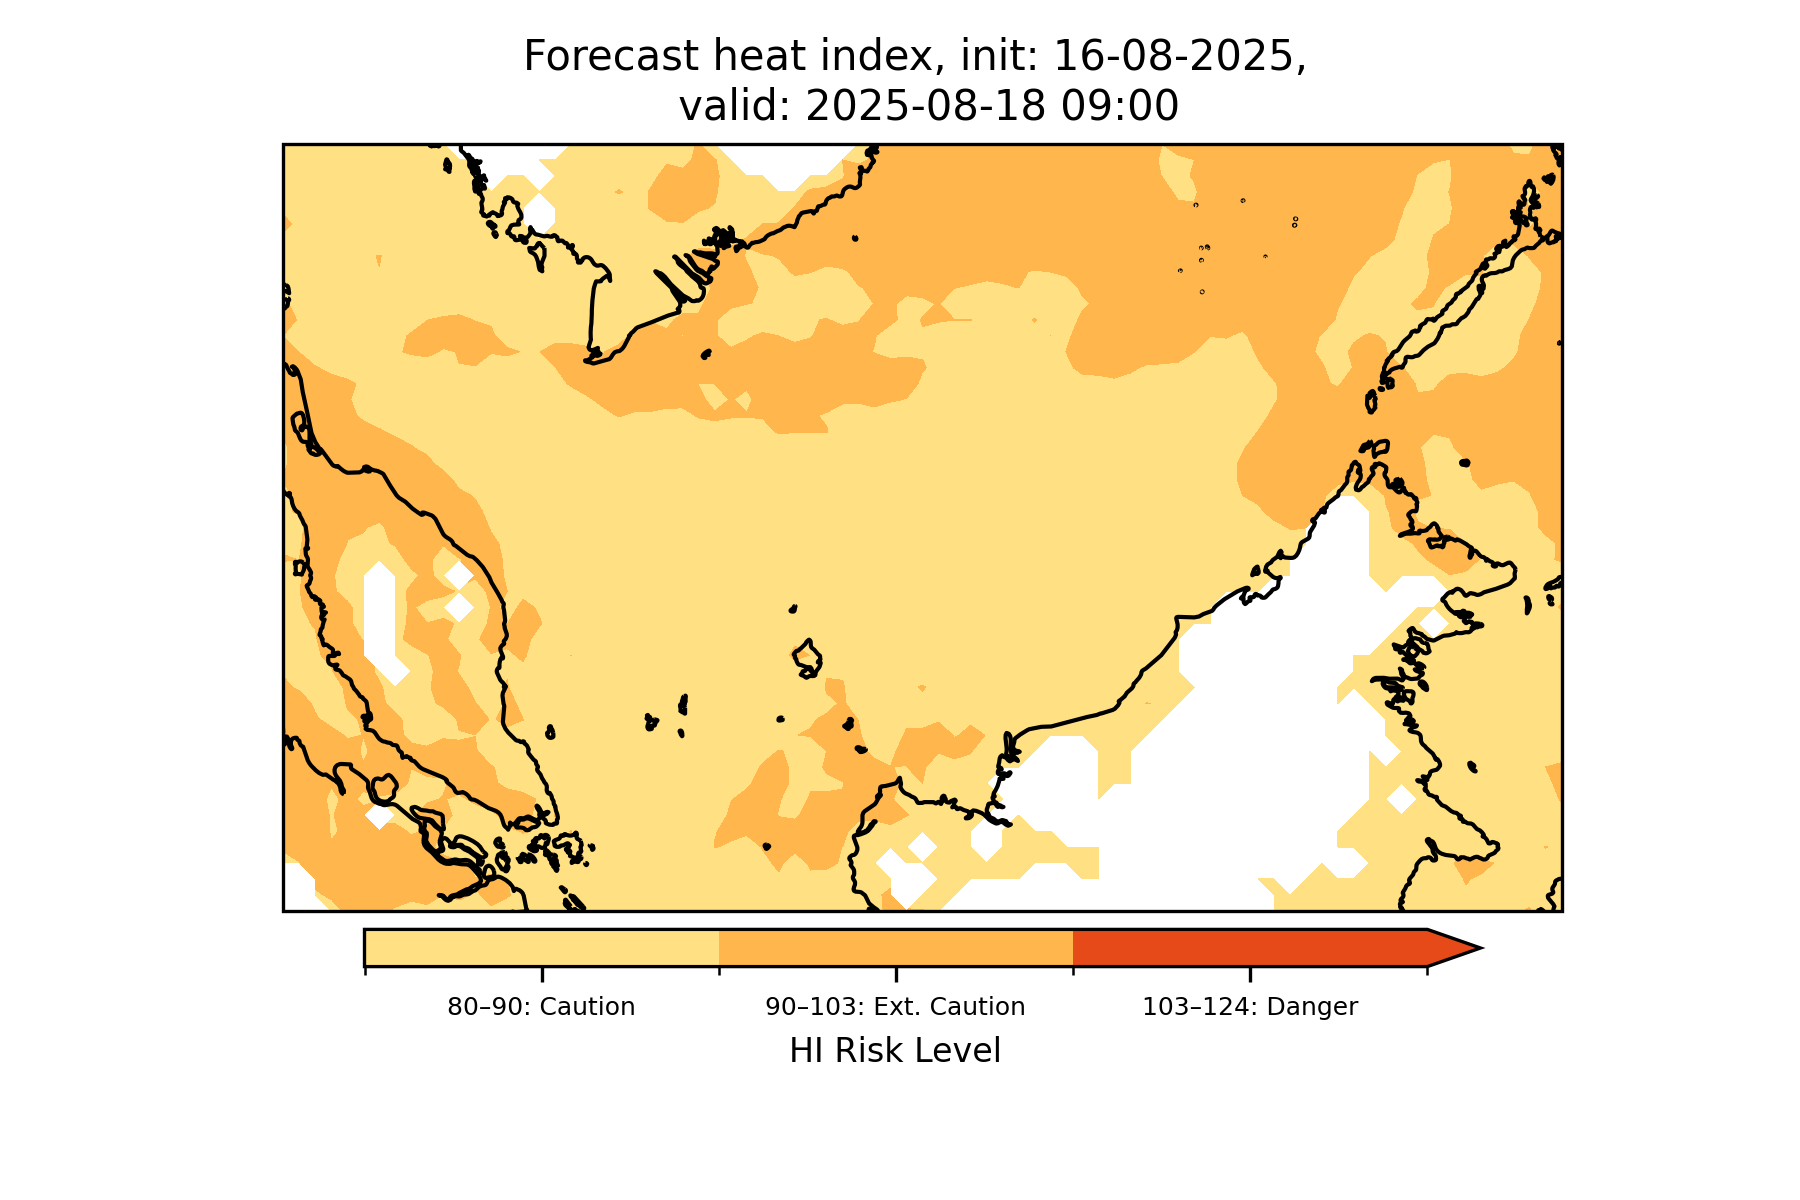 Forecast heat index, init: 16-08-2025,
valid: 2025-08-18 09:00
80–90: Caution
90–103: Ext. Caution
103–124: Danger
HI Risk Level